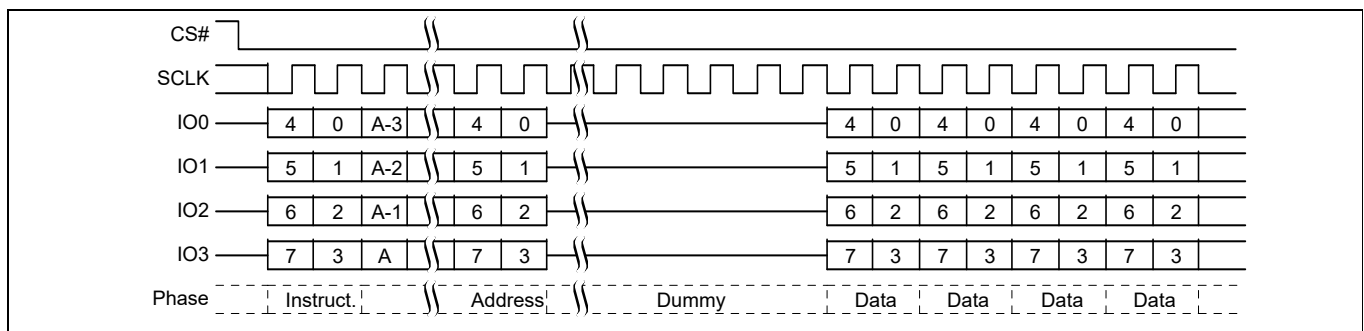 CS#
SCLK
IO0 4 0 A-3 4 0 4 0 4 0 4 0 4 0
IO1 5 1 A-2 5 1 5 1 5 1 5 1 5 1
IO2 6 2 A-1 6 2 6 2 6 2 6 2 6 2
IO3 7 3 A 7 3 7 3 7 3 7 3 7 3
Phase Instruct. Address Dummy Data Data Data Data